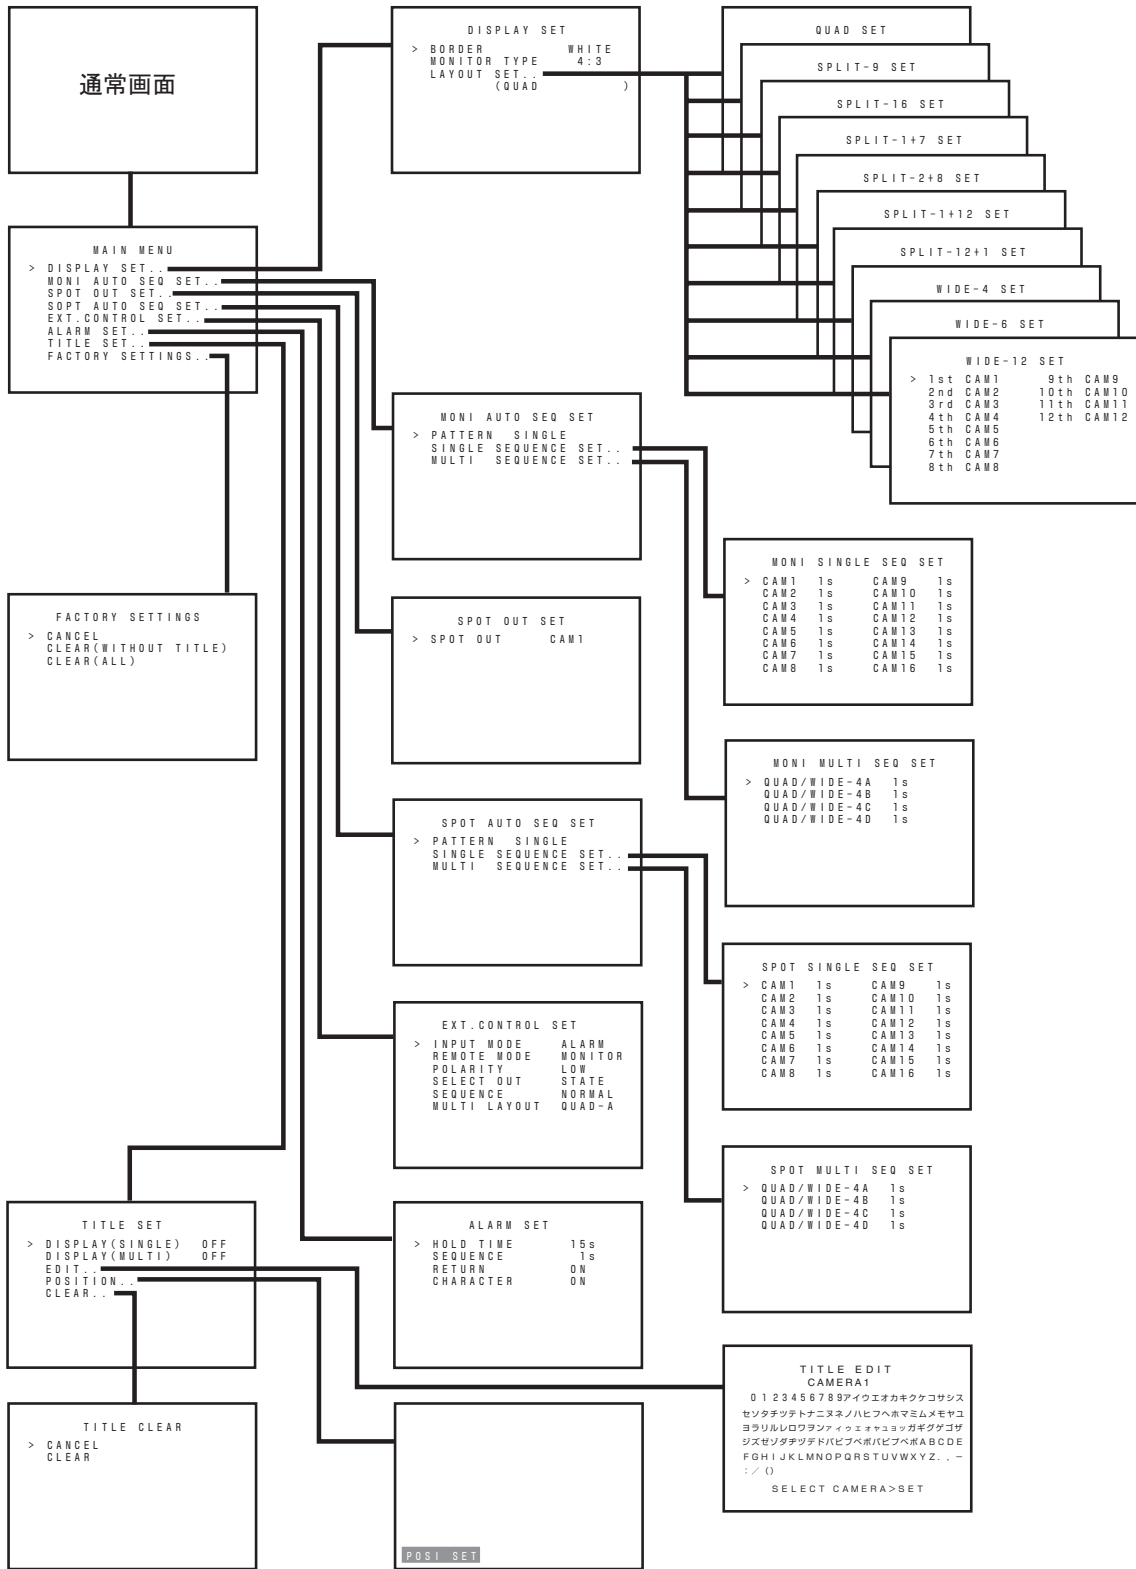 通常画面
MAIN MENU
> DISPLAY SET..
MONI AUTO SEQ SET..
SPOT OUT SET..
SOPT AUTO SEQ SET..
EXT.CONTROL SET..
ALARM SET..
TITLE SET..
FACTORY SETTINGS..
FACTORY SETTINGS
> CANCEL
CLEAR(WITHOUT TITLE)
CLEAR(ALL)
TITLE SET
> DISPLAY(SINGLE) OFF
DISPLAY(MULTI) OFF
EDIT..
POSITION..
CLEAR..
TITLE CLEAR
> CANCEL
CLEAR
DISPLAY SET
> BORDER WHITE
MONITOR TYPE 4:3
LAYOUT SET..
(QUAD )
MONI AUTO SEQ SET
> PATTERN SINGLE
SINGLE SEQUENCE SET..
MULTI SEQUENCE SET..
SPOT OUT SET
> SPOT OUT CAM1
SPOT AUTO SEQ SET
> PATTERN SINGLE
SINGLE SEQUENCE SET..
MULTI SEQUENCE SET..
EXT.CONTROL SET
> INPUT MODE ALARM
REMOTE MODE MONITOR
POLARITY LOW
SELECT OUT STATE
SEQUENCE NORMAL
MULTI LAYOUT QUAD-A
ALARM SET
> HOLD TIME 15s
SEQUENCE 1s
RETURN ON
CHARACTER ON
POSI SET
QUAD SET
SPLIT-9 SET
SPLIT-16 SET
SPLIT-1+7 SET
SPLIT-2+8 SET
SPLIT-1+12 SET
SPLIT-12+1 SET
WIDE-4 SET
WIDE-6 SET
WIDE-12 SET
> 1st CAM1 9th CAM9
2nd CAM2 10th CAM10
3rd CAM3 11th CAM11
4th CAM4 12th CAM12
5th CAM5
6th CAM6
7th CAM7
8th CAM8
MONI SINGLE SEQ SET
> CAM1 1s CAM9 1s
CAM2 1s CAM10 1s
CAM3 1s CAM11 1s
CAM4 1s CAM12 1s
CAM5 1s CAM13 1s
CAM6 1s CAM14 1s
CAM7 1s CAM15 1s
CAM8 1s CAM16 1s
MONI MULTI SEQ SET
> QUAD/WIDE-4A 1s
QUAD/WIDE-4B 1s
QUAD/WIDE-4C 1s
QUAD/WIDE-4D 1s
SPOT SINGLE SEQ SET
> CAM1 1s CAM9 1s
CAM2 1s CAM10 1s
CAM3 1s CAM11 1s
CAM4 1s CAM12 1s
CAM5 1s CAM13 1s
CAM6 1s CAM14 1s
CAM7 1s CAM15 1s
CAM8 1s CAM16 1s
SPOT MULTI SEQ SET
> QUAD/WIDE-4A 1s
QUAD/WIDE-4B 1s
QUAD/WIDE-4C 1s
QUAD/WIDE-4D 1s
TITLE EDIT
CAMERA1
0123456789アイウエオカキクケコサシス
セソタチツテトナニヌネノハヒフヘホマミムメモヤユ
ヨラリルレロワヲンァィゥェォャュョッガギグゲゴザ
ジズゼゾダヂヅデドバビブベボパピプペポABCDE
FGHIJKLMNOPQRSTUVWXYZ.,ー
:/()
SELECT CAMERA>SET